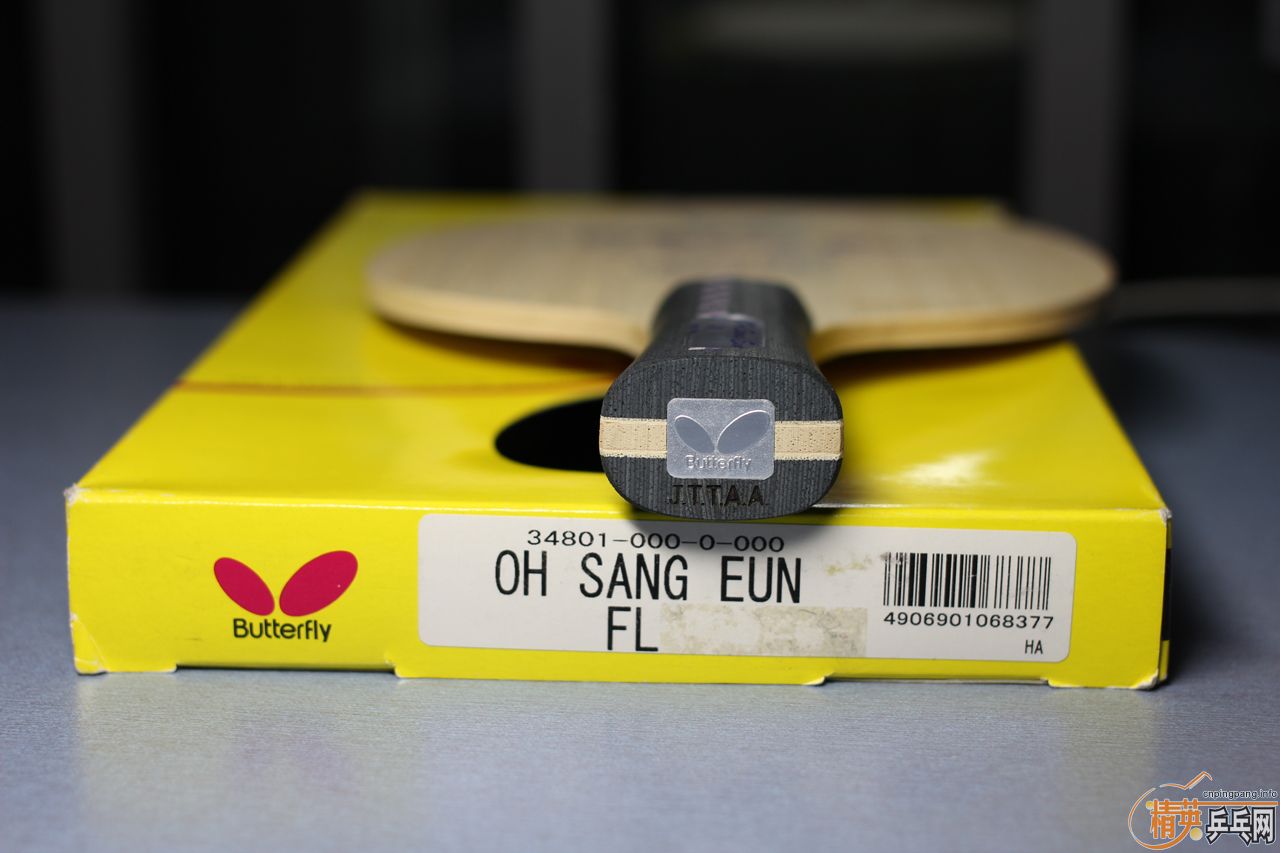 Butterfly
J.T.T.A.A
34801-000-0-000
OH SANG EUN
FL
4906901068377
HA
Butterfly
cnpingpang.info
精英乒乓网